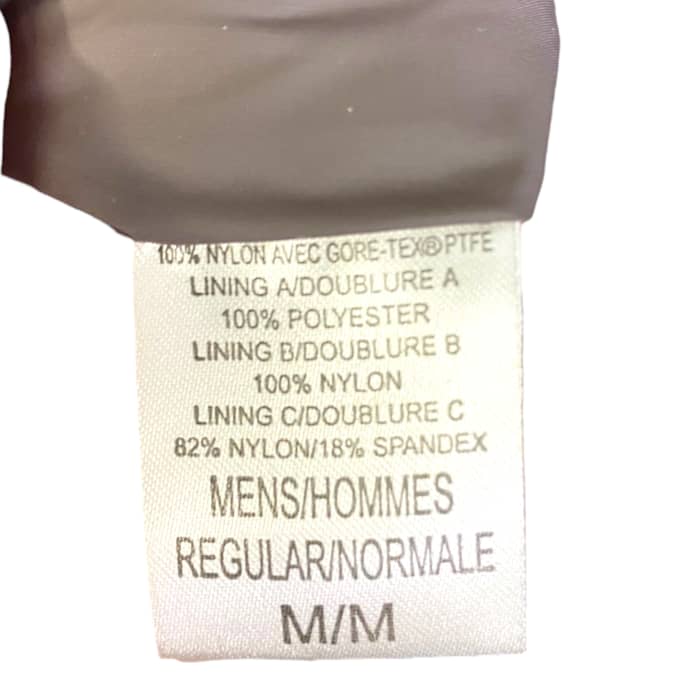 100% NYLON AVEC GORE-TEX® PTFE
LINING A/DOUBLURE A
100% POLYESTER
LINING B/DOUBLURE B
100% NYLON
LINING C/DOUBLURE C
82% NYLON/18% SPANDEX
MENS/HOMMES
REGULAR/NORMALE
M/M